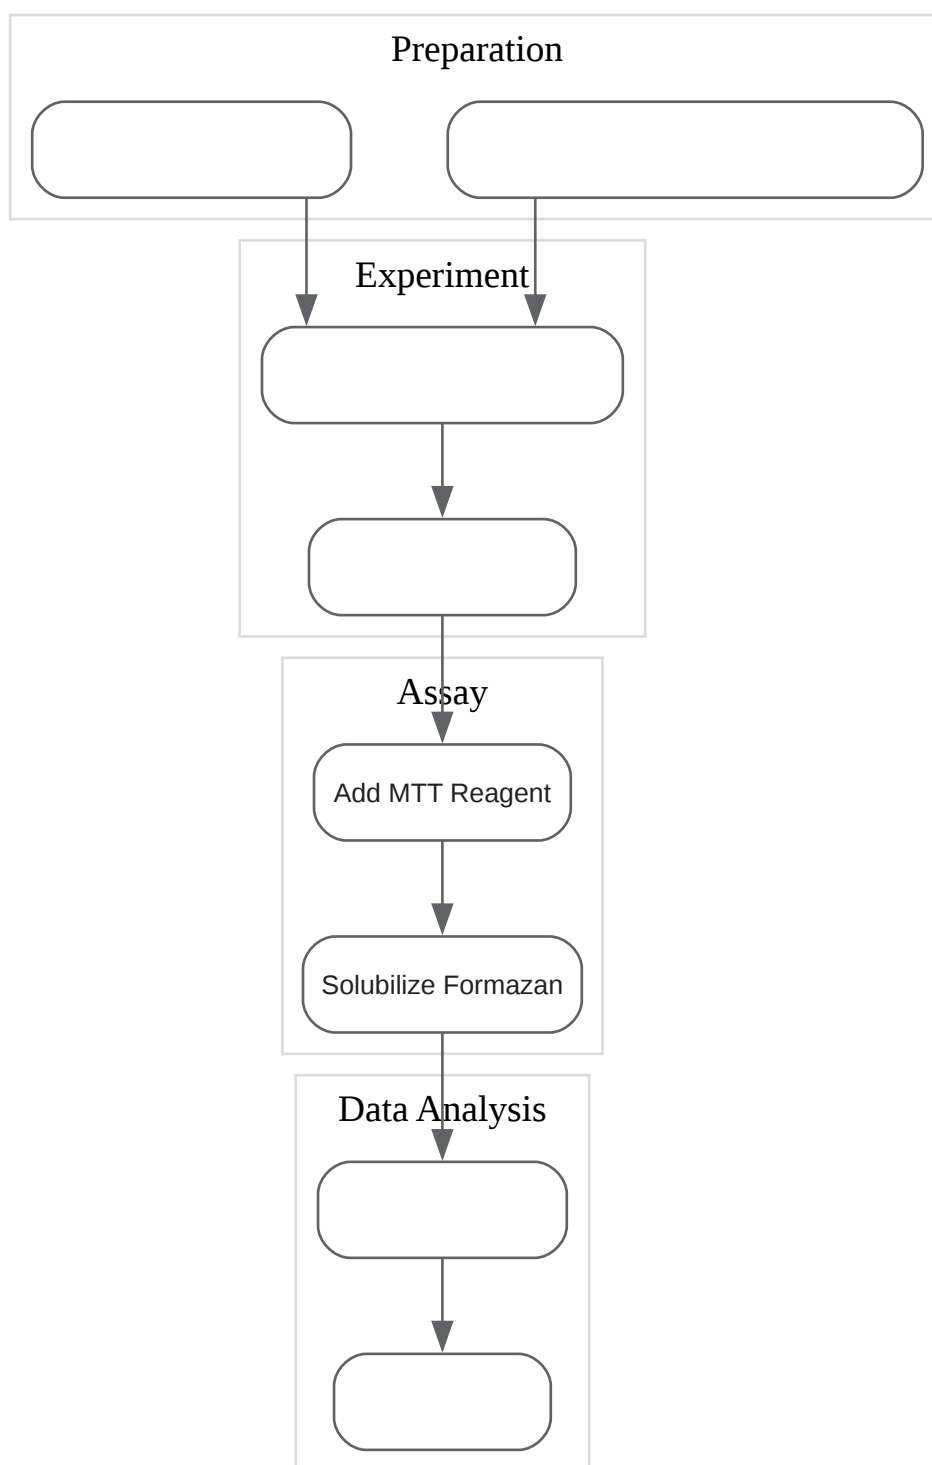 Preparation
Experiment
Assay
Add MTT Reagent
Solubilize Formazan
Data Analysis